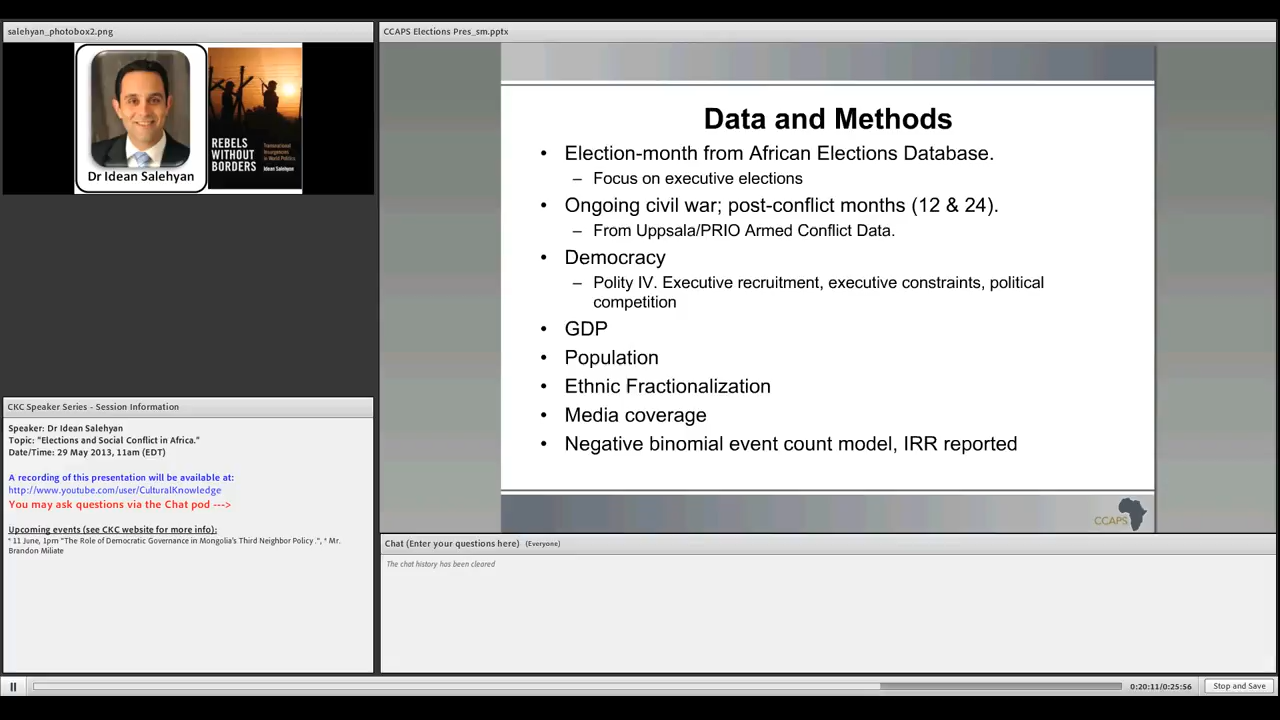 salehyan_photobox2.png
Dr Idean Salehyan
REBELS
WITHOUT
BORDERS
Transnational
Insurgencies
in World Politics
Idean Salehyan
CKC Speaker Series - Session Information
Speaker: Dr Idean Salehyan
Topic: "Elections and Social Conflict in Africa."
Date/Time: 29 May 2013, 11am (EDT)
A recording of this presentation will be available at:
http://www.youtube.com/user/CulturalKnowledge
You may ask questions via the Chat pod --->
Upcoming events (see CKC website for more info):
* 11 June, 1pm "The Role of Democratic Governance in Mongolia's Third Neighbor Policy .", * Mr.
Brandon Miliate
CCAPS Elections Pres_sm.pptx
Data and Methods
• Election-month from African Elections Database.
– Focus on executive elections
• Ongoing civil war; post-conflict months (12 & 24).
– From Uppsala/PRIO Armed Conflict Data.
• Democracy
– Polity IV. Executive recruitment, executive constraints, political
competition
• GDP
• Population
• Ethnic Fractionalization
• Media coverage
• Negative binomial event count model, IRR reported
CCAPS
Chat (Enter your questions here) (Everyone)
The chat history has been cleared
0:20:11/0:25:56
Stop and Save